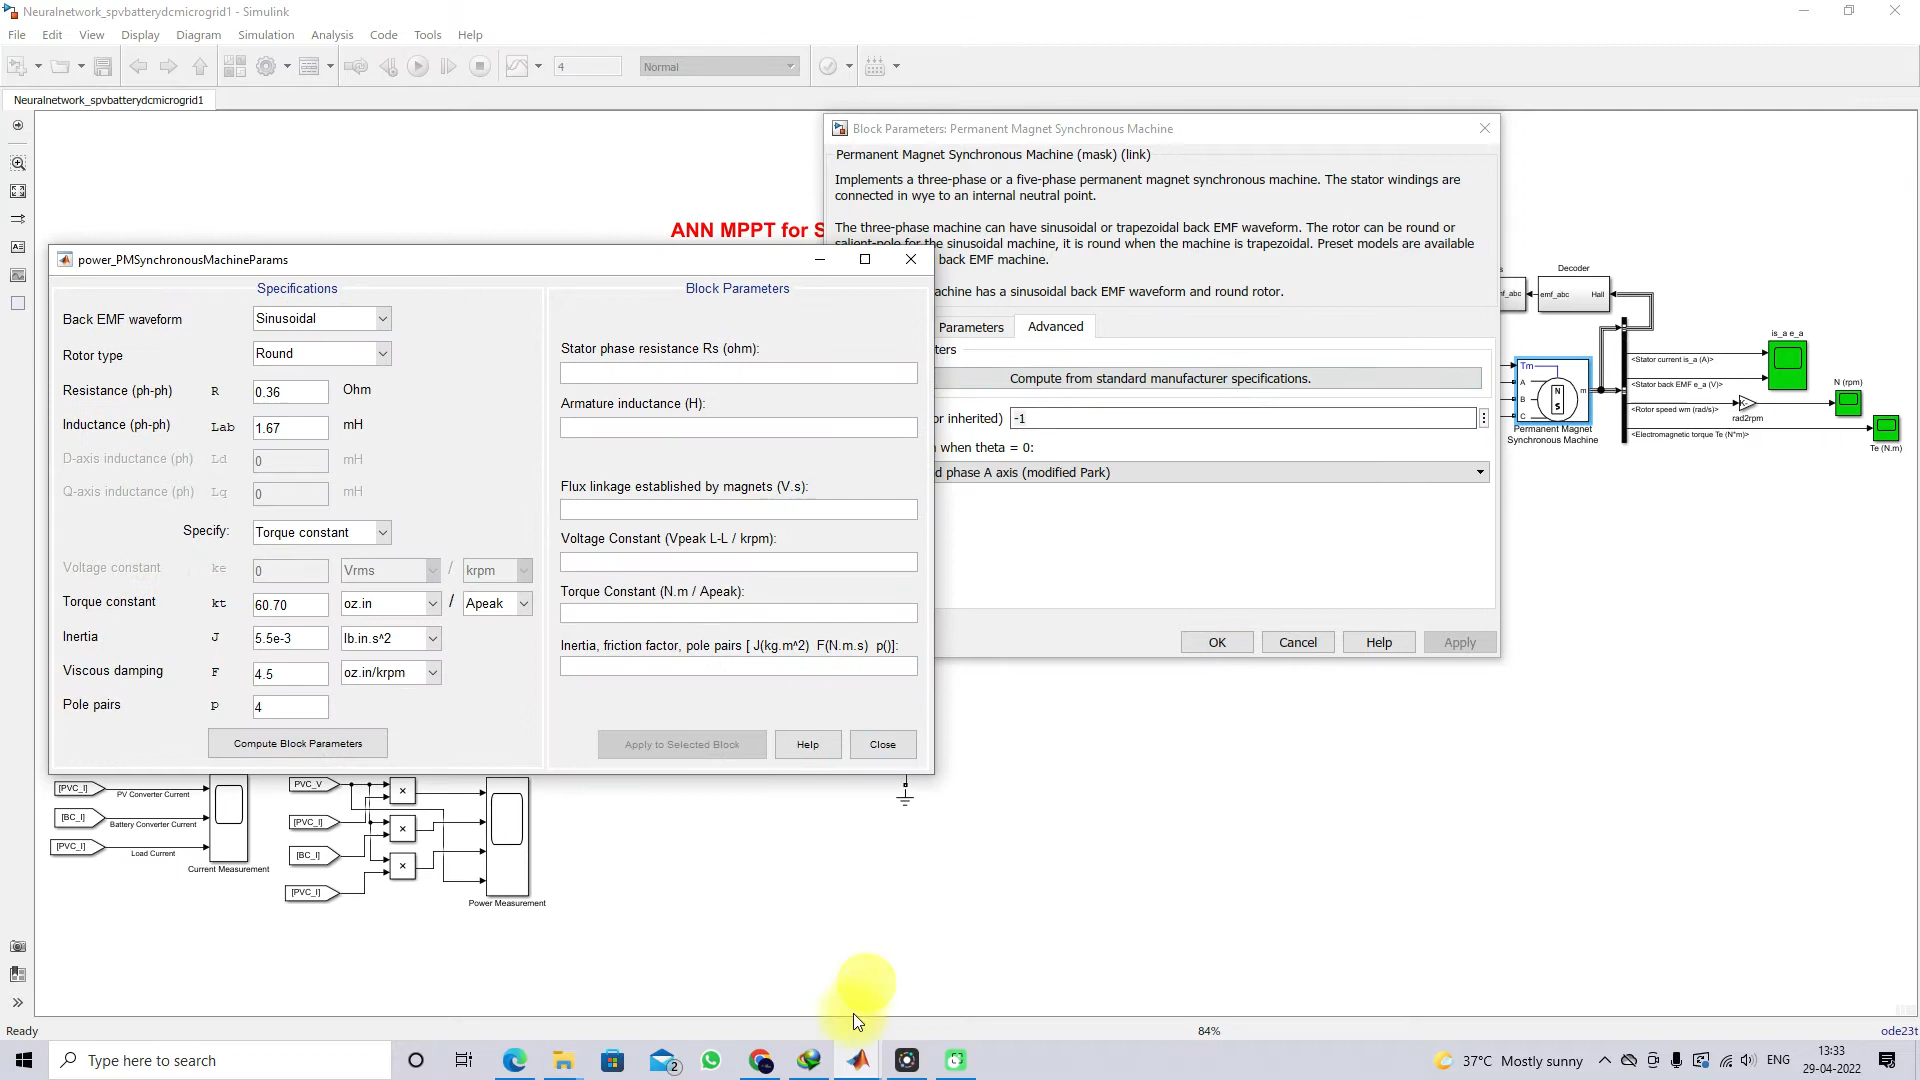 Neuralnetwork_spvbatterydcmicrogrid1 - Simulink
File Edit View Display Diagram Simulation Analysis Code Tools Help
4 Normal
Neuralnetwork_spvbatterydcmicrogrid1
ANN MPPT for S
Block Parameters: Permanent Magnet Synchronous Machine
Permanent Magnet Synchronous Machine (mask) (link)
Implements a three-phase or a five-phase permanent magnet synchronous machine. The stator windings are
connected in wye to an internal neutral point.
The three-phase machine can have sinusoidal or trapezoidal back EMF waveform. The rotor can be round or
salient-pole for the sinusoidal machine, it is round when the machine is trapezoidal. Preset models are available
back EMF machine.
achine has a sinusoidal back EMF waveform and round rotor.
Parameters Advanced
ters
Compute from standard manufacturer specifications.
or inherited) -1
n when theta = 0:
d phase A axis (modified Park)
OK Cancel Help Apply
power_PMSynchronousMachineParams
Specifications
Back EMF waveform Sinusoidal
Rotor type Round
Resistance (ph-ph) R 0.36 Ohm
Inductance (ph-ph) Lab 1.67 mH
D-axis inductance (ph) Ld 0 mH
Q-axis inductance (ph) Lq 0 mH
Specify: Torque constant
Voltage constant ke 0 Vrms / krpm
Torque constant kt 60.70 oz.in / Apeak
Inertia J 5.5e-3 lb.in.s^2
Viscous damping F 4.5 oz.in/krpm
Pole pairs p 4
Compute Block Parameters
Block Parameters
Stator phase resistance Rs (ohm):
Armature inductance (H):
Flux linkage established by magnets (V.s):
Voltage Constant (Vpeak L-L / krpm):
Torque Constant (N.m / Apeak):
Inertia, friction factor, pole pairs [ J(kg.m^2) F(N.m.s) p()]:
Apply to Selected Block Help Close
Decoder
emf_abc Hall
is_a e_a
<Stator current is_a (A)>
<Stator back EMF e_a (V)>
<Rotor speed wm (rad/s)>
<Electromagnetic torque Te (N*m)>
N (rpm)
K-
rad2rpm
Te (N.m)
Tm
A
B
C
m
N
S
Permanent Magnet
Synchronous Machine
[PVC_I] PV Converter Current
[BC_I] Battery Converter Current
[PVC_I] Load Current
Current Measurement
PVC_V
[PVC_I]
[BC_I]
[PVC_I]
×
×
×
Power Measurement
Ready 84% ode23t
Type here to search
2
37°C Mostly sunny
ENG
13:33
29-04-2022